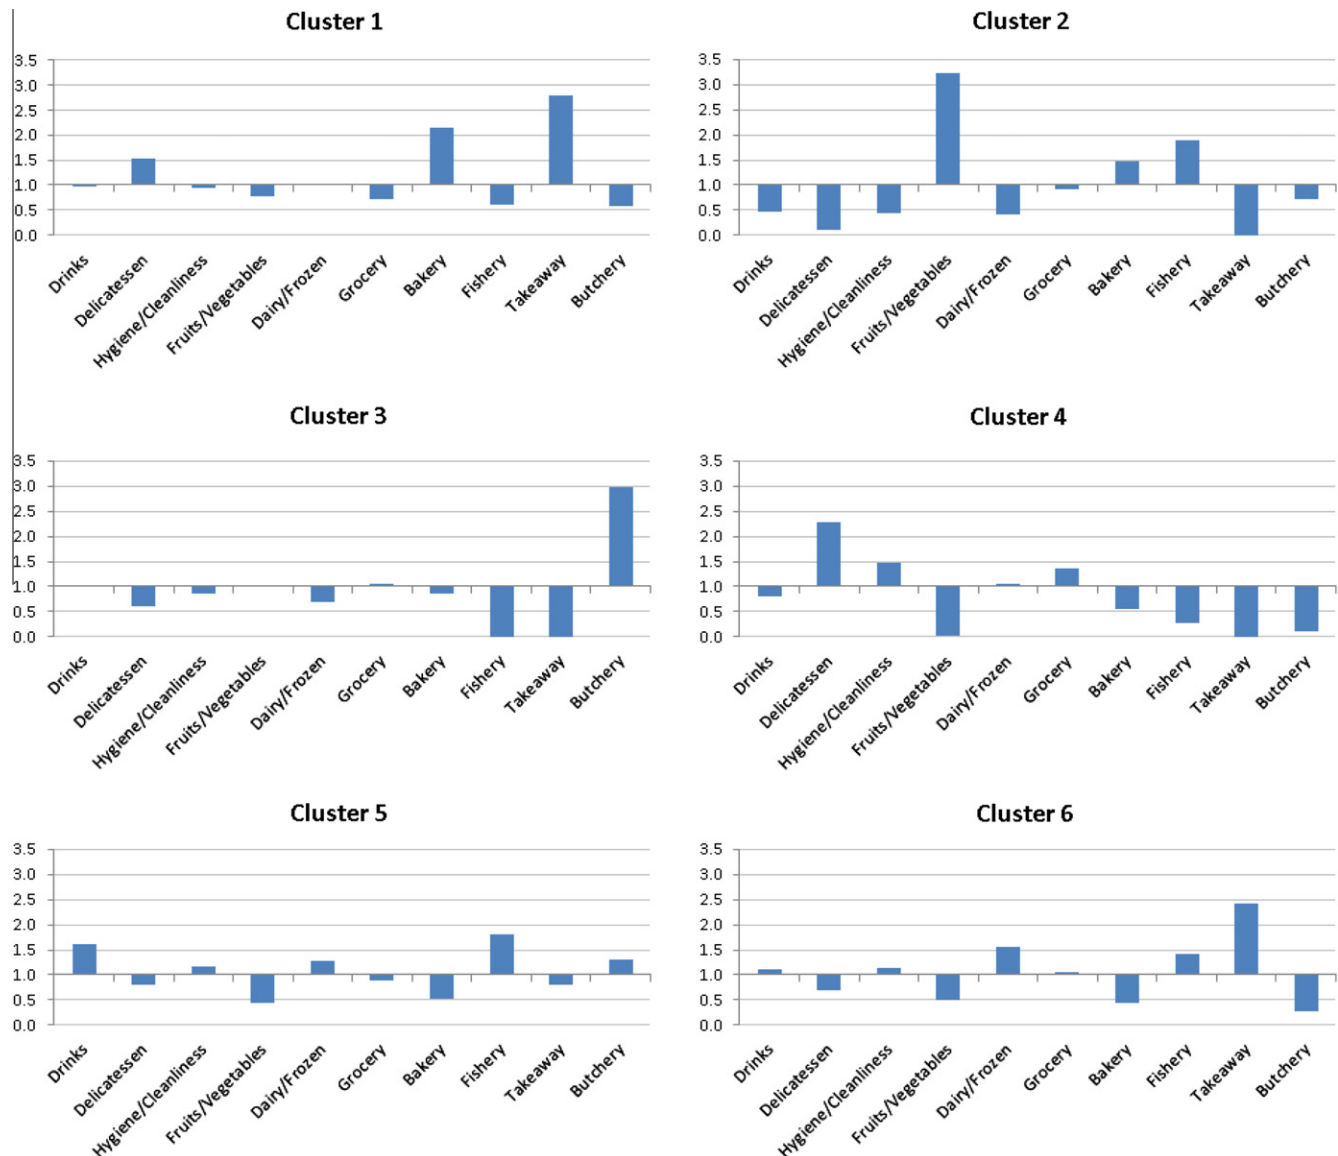 Cluster 1
3.5
3.0
2.5
2.0
1.5
1.0
0.5
0.0
Drinks
Delicatessen
Hygiene/Cleanliness
Fruits/Vegetables
Dairy/Frozen
Grocery
Bakery
Fishery
Takeaway
Butchery
Cluster 2
3.5
3.0
2.5
2.0
1.5
1.0
0.5
0.0
Drinks
Delicatessen
Hygiene/Cleanliness
Fruits/Vegetables
Dairy/Frozen
Grocery
Bakery
Fishery
Takeaway
Butchery
Cluster 3
3.5
3.0
2.5
2.0
1.5
1.0
0.5
0.0
Drinks
Delicatessen
Hygiene/Cleanliness
Fruits/Vegetables
Dairy/Frozen
Grocery
Bakery
Fishery
Takeaway
Butchery
Cluster 4
3.5
3.0
2.5
2.0
1.5
1.0
0.5
0.0
Drinks
Delicatessen
Hygiene/Cleanliness
Fruits/Vegetables
Dairy/Frozen
Grocery
Bakery
Fishery
Takeaway
Butchery
Cluster 5
3.5
3.0
2.5
2.0
1.5
1.0
0.5
0.0
Drinks
Delicatessen
Hygiene/Cleanliness
Fruits/Vegetables
Dairy/Frozen
Grocery
Bakery
Fishery
Takeaway
Butchery
Cluster 6
3.5
3.0
2.5
2.0
1.5
1.0
0.5
0.0
Drinks
Delicatessen
Hygiene/Cleanliness
Fruits/Vegetables
Dairy/Frozen
Grocery
Bakery
Fishery
Takeaway
Butchery